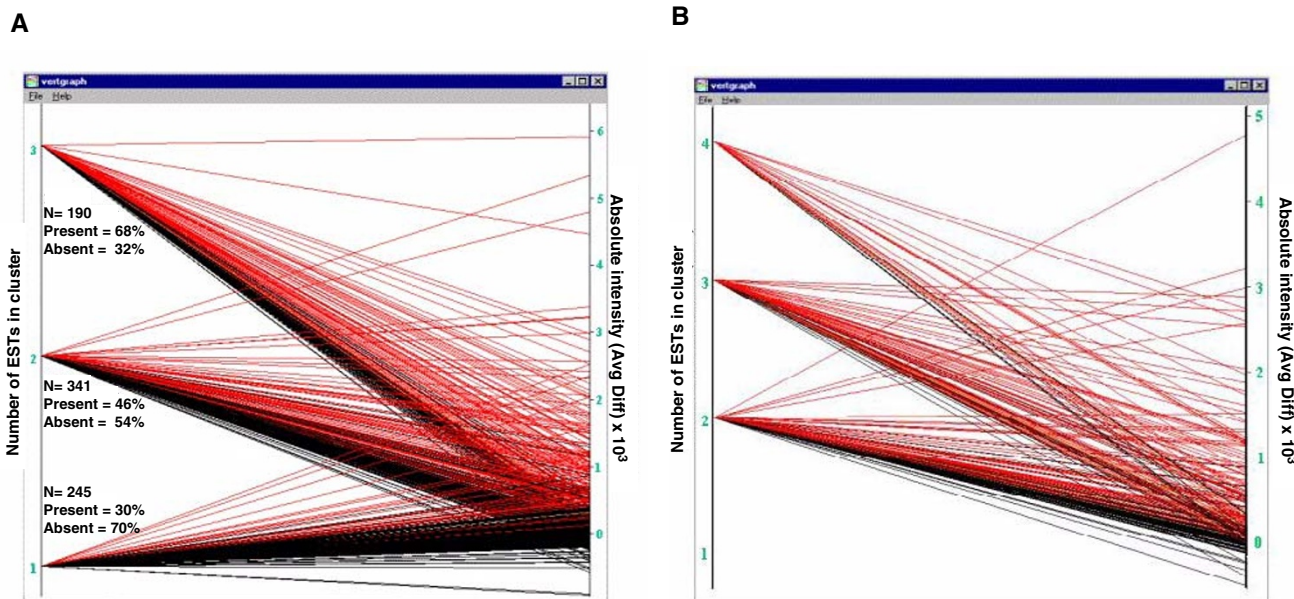 A
vertgraph
File Help
Number of ESTs in cluster
3
N= 190
Present = 68%
Absent = 32%
2
N= 341
Present = 46%
Absent = 54%
N= 245
Present = 30%
Absent = 70%
1
6
5
4
3
2
1
0
Absolute intensity (Avg Diff) x 10³
B
vertgraph
File Help
Number of ESTs in cluster
4
3
2
1
5
4
3
2
1
0
Absolute intensity (Avg Diff) x 10³